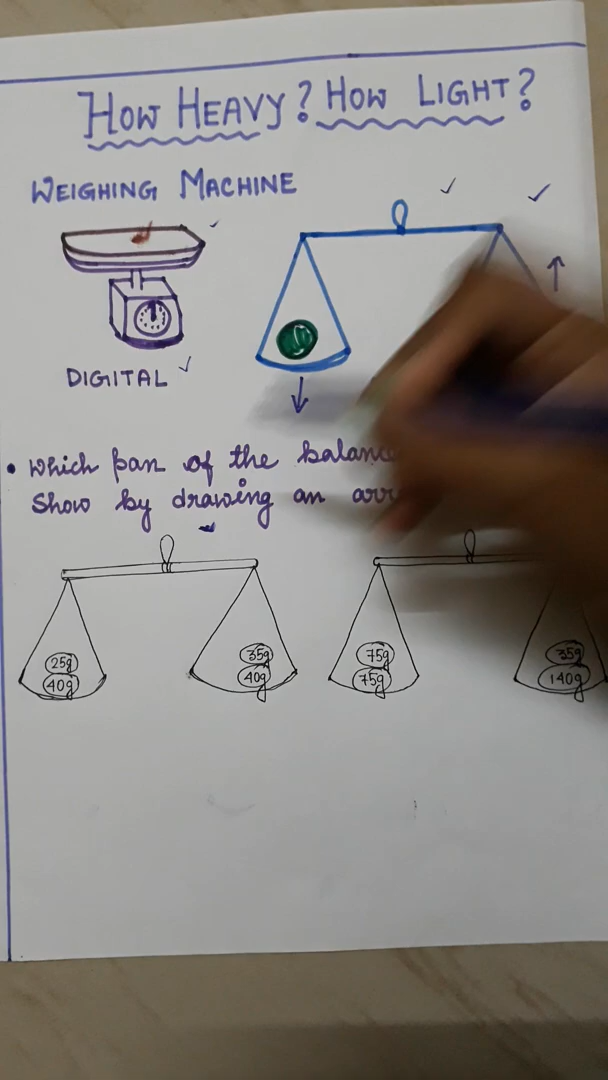 How Heavy? How Light?
Weighing Machine
DIGITAL
• Which pan of the
Show by drawing an
25g 35g 75g 35g
40g 40g 75g 140g